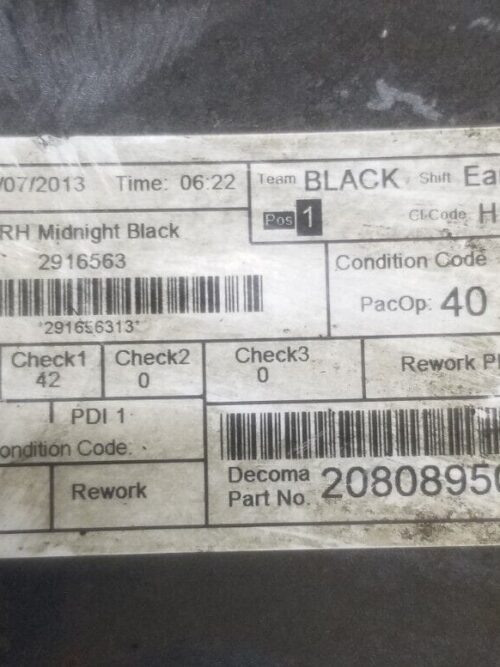 /07/2013 Time: 06:22
Team BLACK Shift Ea
Pos 1 Cl-Code H
RH Midnight Black
2916563
*291656313*
Condition Code
PacOp: 40
Check1
42
Check2
0
Check3
0
Rework P
PDI 1
ondition Code:
Rework
Decoma
Part No. 2080895